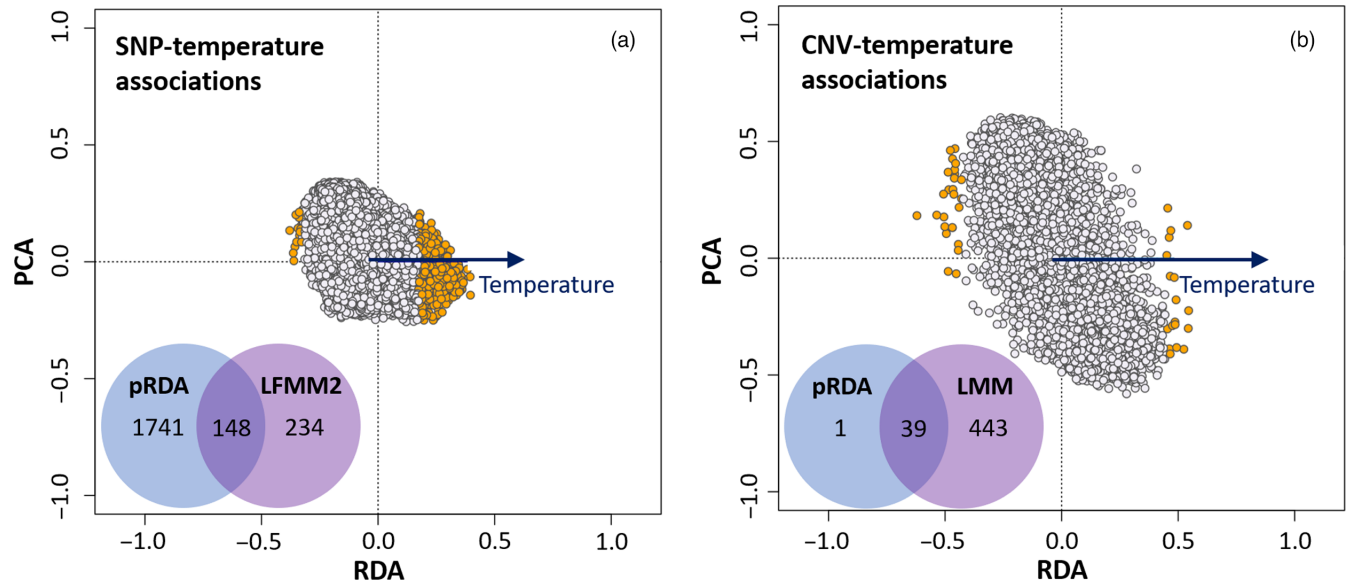 SNP-temperature
associations
(a)
1.0
0.5
0.0
−0.5
−1.0
PCA
Temperature
pRDA
LFMM2
1741
148
234
−1.0
−0.5
0.0
0.5
1.0
RDA
CNV-temperature
associations
(b)
1.0
0.5
0.0
−0.5
−1.0
PCA
Temperature
pRDA
LMM
1
39
443
−1.0
−0.5
0.0
0.5
1.0
RDA